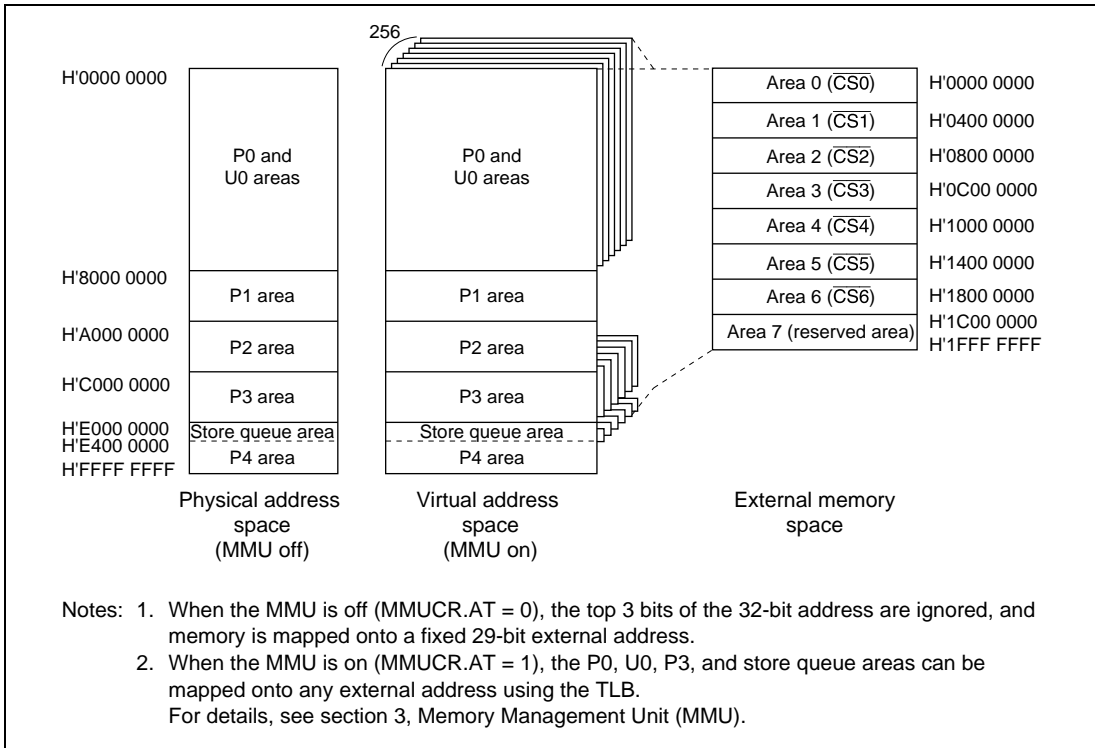 256
H'0000 0000
P0 and
U0 areas
H'8000 0000
P1 area
H'A000 0000
P2 area
H'C000 0000
P3 area
H'E000 0000
Store queue area
H'E400 0000
P4 area
H'FFFF FFFF
Physical address
space
(MMU off)
P0 and
U0 areas
P1 area
P2 area
P3 area
Store queue area
P4 area
Virtual address
space
(MMU on)
Area 0 (CS0) H'0000 0000
Area 1 (CS1) H'0400 0000
Area 2 (CS2) H'0800 0000
Area 3 (CS3) H'0C00 0000
Area 4 (CS4) H'1000 0000
Area 5 (CS5) H'1400 0000
Area 6 (CS6) H'1800 0000
H'1C00 0000
Area 7 (reserved area)
H'1FFF FFFF
External memory
space
Notes: 1. When the MMU is off (MMUCR.AT = 0), the top 3 bits of the 32-bit address are ignored, and
memory is mapped onto a fixed 29-bit external address.
2. When the MMU is on (MMUCR.AT = 1), the P0, U0, P3, and store queue areas can be
mapped onto any external address using the TLB.
For details, see section 3, Memory Management Unit (MMU).